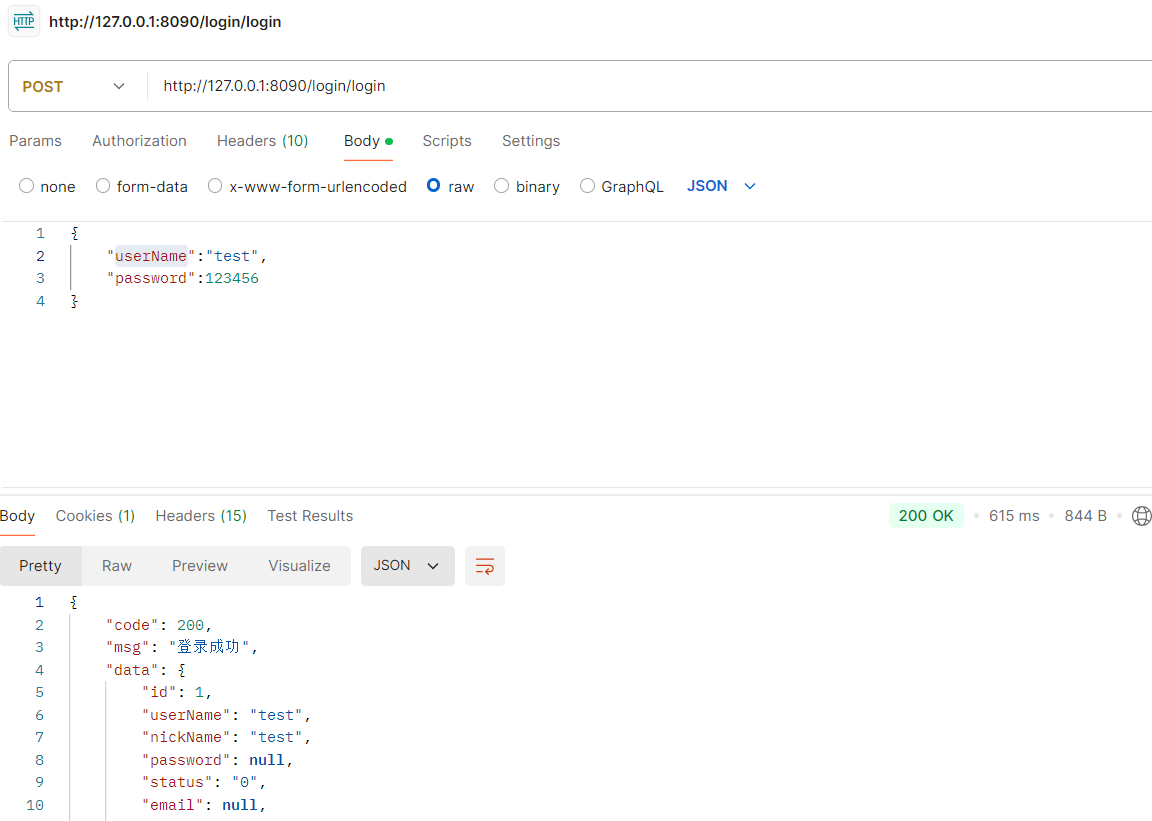 HTTP http://127.0.0.1:8090/login/login
POST http://127.0.0.1:8090/login/login
Params Authorization Headers (10) Body Scripts Settings
none form-data x-www-form-urlencoded raw binary GraphQL JSON
1 {
2 "userName":"test",
3 "password":123456
4 }
Body Cookies (1) Headers (15) Test Results 200 OK 615 ms 844 B
Pretty Raw Preview Visualize JSON
1 {
2 "code": 200,
3 "msg": "登录成功",
4 "data": {
5 "id": 1,
6 "userName": "test",
7 "nickName": "test",
8 "password": null,
9 "status": "0",
10 "email": null,